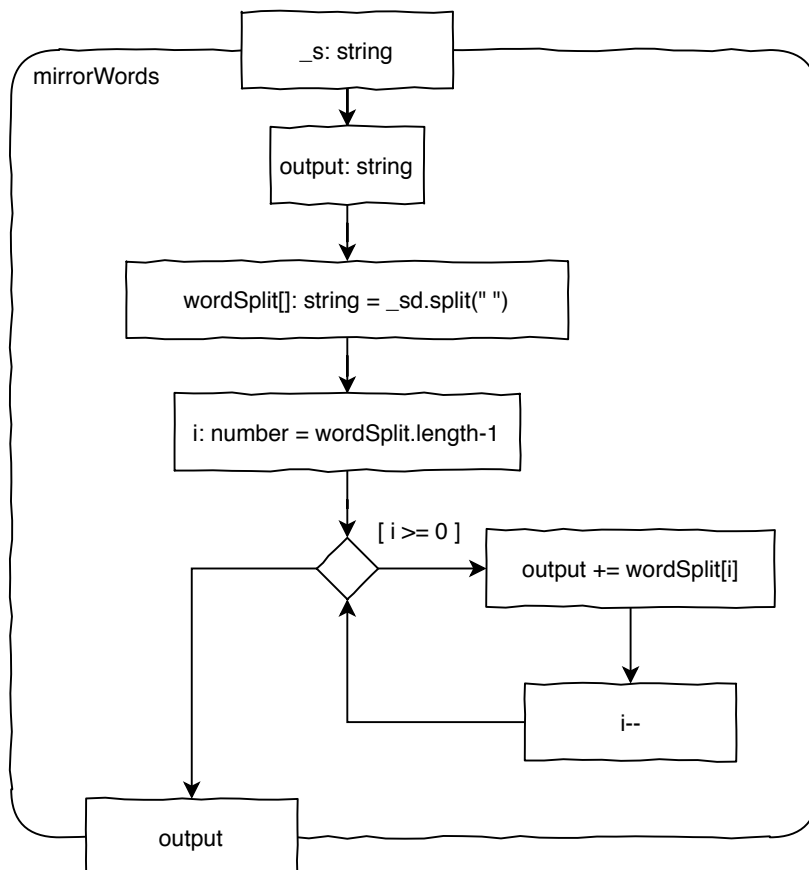 _s: string
mirrorWords
output: string
wordSplit[]: string = _sd.split(" ")
i: number = wordSplit.length-1
[ i >= 0 ]
output += wordSplit[i]
i--
output